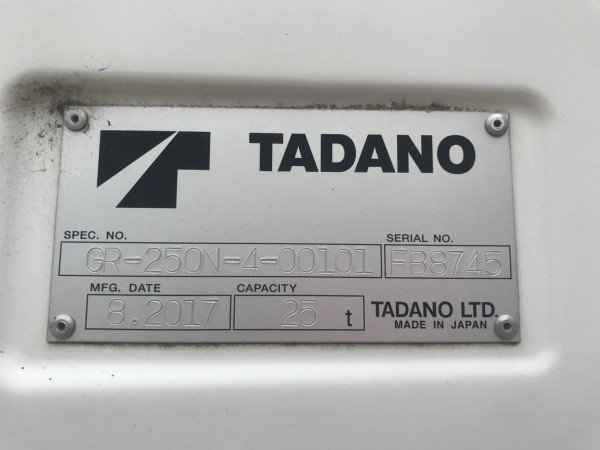 TADANO
SPEC. NO. SERIAL NO.
GR-250N-4-00101 FB8745
MFG. DATE CAPACITY
8.2017 25 t TADANO LTD.
MADE IN JAPAN